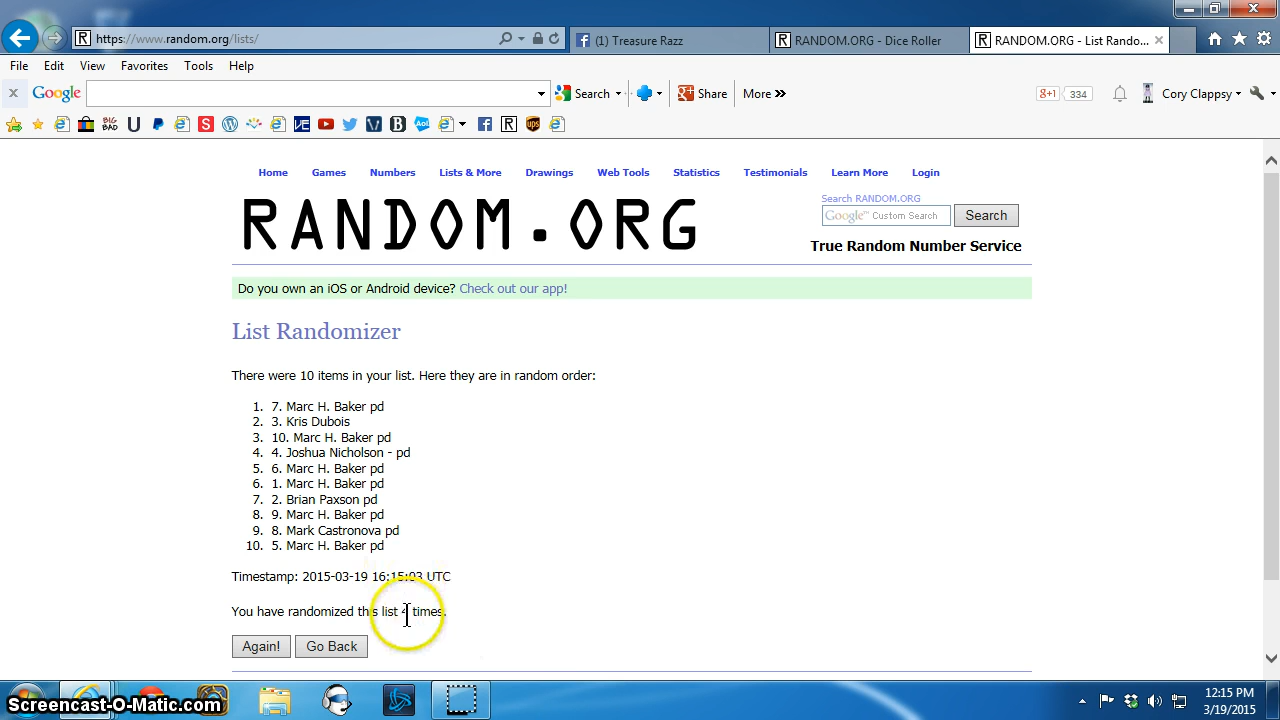 https://www.random.org/lists/
(1) Treasure Razz
RANDOM.ORG - Dice Roller
RANDOM.ORG - List Rando...
File Edit View Favorites Tools Help
Google Search Share More 334 Cory Clappsy
Home Games Numbers Lists & More Drawings Web Tools Statistics Testimonials Learn More Login
RANDOM.ORG
Search RANDOM.ORG
Google™ Custom Search Search
True Random Number Service
Do you own an iOS or Android device? Check out our app!
List Randomizer
There were 10 items in your list. Here they are in random order:
1. 7. Marc H. Baker pd
2. 3. Kris Dubois
3. 10. Marc H. Baker pd
4. 4. Joshua Nicholson - pd
5. 6. Marc H. Baker pd
6. 1. Marc H. Baker pd
7. 2. Brian Paxson pd
8. 9. Marc H. Baker pd
9. 8. Mark Castronova pd
10. 5. Marc H. Baker pd
Timestamp: 2015-03-19 16:15:03 UTC
You have randomized this list times.
Again! Go Back
Screencast-O-Matic.com
12:15 PM
3/19/2015